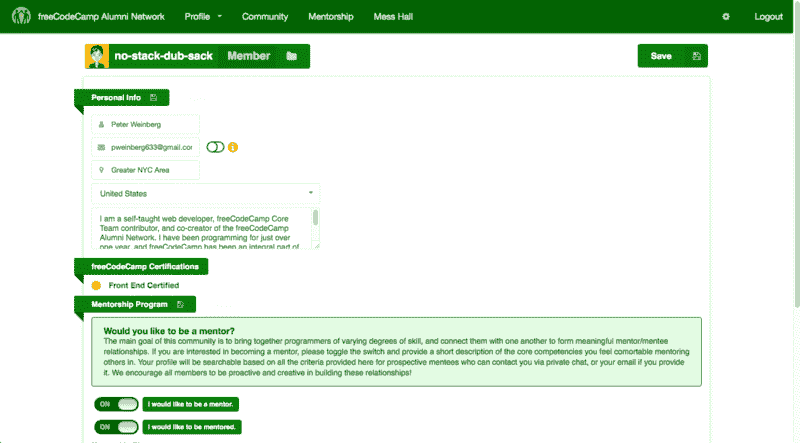 freeCodeCamp Alumni Network Profile Community Mentorship Mess Hall Logout
no-stack-dub-sack Member Save
Personal Info
Peter Weinberg
pweinberg633@gmail.co
Greater NYC Area
United States
I am a self-taught web developer, freeCodeCamp Core
Team contributor, and co-creator of the freeCodeCamp
Alumni Network. I have been programming for just over
one year, and freeCodeCamp has been an integral part of
freeCodeCamp Certifications
Front End Certified
Mentorship Program
Would you like to be a mentor?
The main goal of this community is to bring together programmers of varying degrees of skill, and connect them with one another to form meaningful mentor/mentee
relationships. If you are interested in becoming a mentor, please toggle the switch and provide a short description of the core competencies you feel comortable mentoring
others in. Your profile will be searchable based on all the criteria provided here for prospective mentees who can contact you via private chat, or your email if you provide
it. We encourage all members to be proactive and creative in building these relationships!
ON I would like to be a mentor.
ON I would like to be mentored.